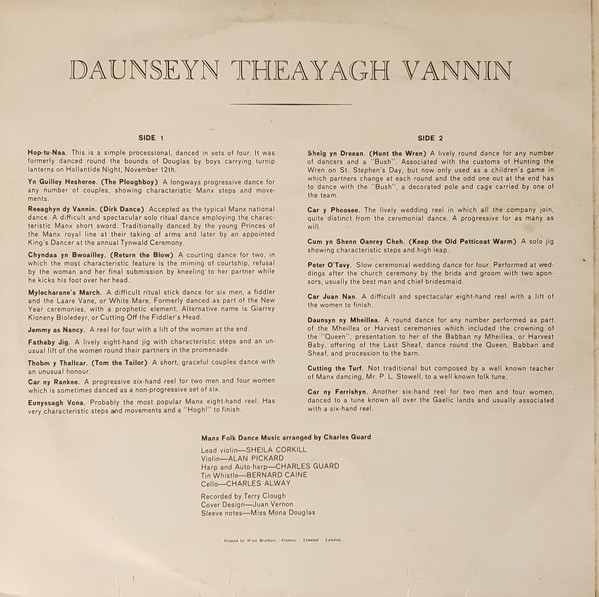 DAUNSEYN THEAYAGH VANNIN
SIDE 1
Hop-tu-Naa. This is a simple processional, danced in sets of four. It was
formerly danced round the bounds of Douglas by boys carrying turnip
lanterns on Hollantide Night, November 12th.
Yn Guilley Hesheree. (The Ploughboy) A longways progressive dance for
any number of couples, showing characteristic Manx steps and move-
ments.
Reeaghyn dy Vannin. (Dirk Dance) Accepted as the typical Manx national
dance. A difficult and spectacular solo ritual dance employing the charac-
teristic Manx short sword. Traditionally danced by the young Princes of
the Manx royal line at their taking of arms and later by an appointed
King's Dancer at the annual Tynwald Ceremony
Chyndaa yn Bwoailley. (Return the Blow) A courting dance for two, in
which the most characteristic feature is the miming of courtship, refusal
by the woman and her final submission by kneeling to her partner while
he kicks his foot over her head.
Mylecharane's March. A difficult ritual stick dance for six men, a fiddler
and the Laare Vane, or White Mare. Formerly danced as part of the New
Year ceremonies, with a prophetic element. Alternative name is Giarrey
Kioneny Bioledeyr, or Cutting Off the Fiddler's Head.
Jemmy as Nancy. A reel for four with a lift of the women at the end.
Fathaby Jig. A lively eight-hand jig with characteristic steps and an un-
usual lift of the women round their partners in the promenade.
Thobm y Thallear. (Tom the Tailor) A short, graceful couples dance with
an unusual honour.
Car ny Rankee. A progressive six-hand reel for two men and four women
which is sometimes danced as a non-progressive set of six.
Eunyssagh Vona. Probably the most popular Manx eight-hand reel. Has
very characteristic steps and movements and a "Hogh!" to finish.
SIDE 2
Shelg yn Dreean. (Hunt the Wren) A lively round dance for any number
of dancers and a "Bush". Associated with the customs of Hunting the
Wren on St. Stephen's Day, but now only used as a children's game in
which partners change at each round and the odd one out at the end has
to dance with the "Bush", a decorated pole and cage carried by one of
the team.
Car y Phoosee. The lively wedding reel in which all the company join,
quite distinct from the ceremonial dance. A progressive for as many as
will.
Cum yn Shenn Oanrey Cheh. (Keep the Old Petticoat Warm) A solo jig
showing characteristic steps and high leap.
Peter O'Tavy. Slow ceremonial wedding dance for four. Performed at wed-
dings after the church ceremony by the bride and groom with two spon-
sors, usually the best man and chief bridesmaid.
Car Juan Nan. A difficult and spectacular eight-hand reel with a lift of
the women to finish.
Daunsyn ny Mheillea. A round dance for any number performed as part
of the Mheillea or Harvest ceremonies which included the crowning of
the "Queen", presentation to her of the Babban ny Mheillea, or Harvest
Baby, offering of the Last Sheaf, dance round the Queen, Babban and
Sheaf, and procession to the barn.
Cutting the Turf. Not traditional but composed by a well known teacher
of Manx dancing, Mr. P. L. Stowell, to a well known folk tune.
Car ny Ferrishyn. Another six-hand reel for two men and four women,
danced to a tune known all over the Gaelic lands and usually associated
with a six-hand reel.
Manx Folk Dance Music arranged by Charles Guard
Lead violin—SHEILA CORKILL
Violin—ALAN PICKARD
Harp and Auto-harp—CHARLES GUARD
Tin Whistle—BERNARD CAINE
Cello—CHARLES ALWAY
Recorded by Terry Clough
Cover Design—Juan Vernon
Sleeve notes—Miss Mona Douglas
Printed by West Brothers · Printers · Limited · London.